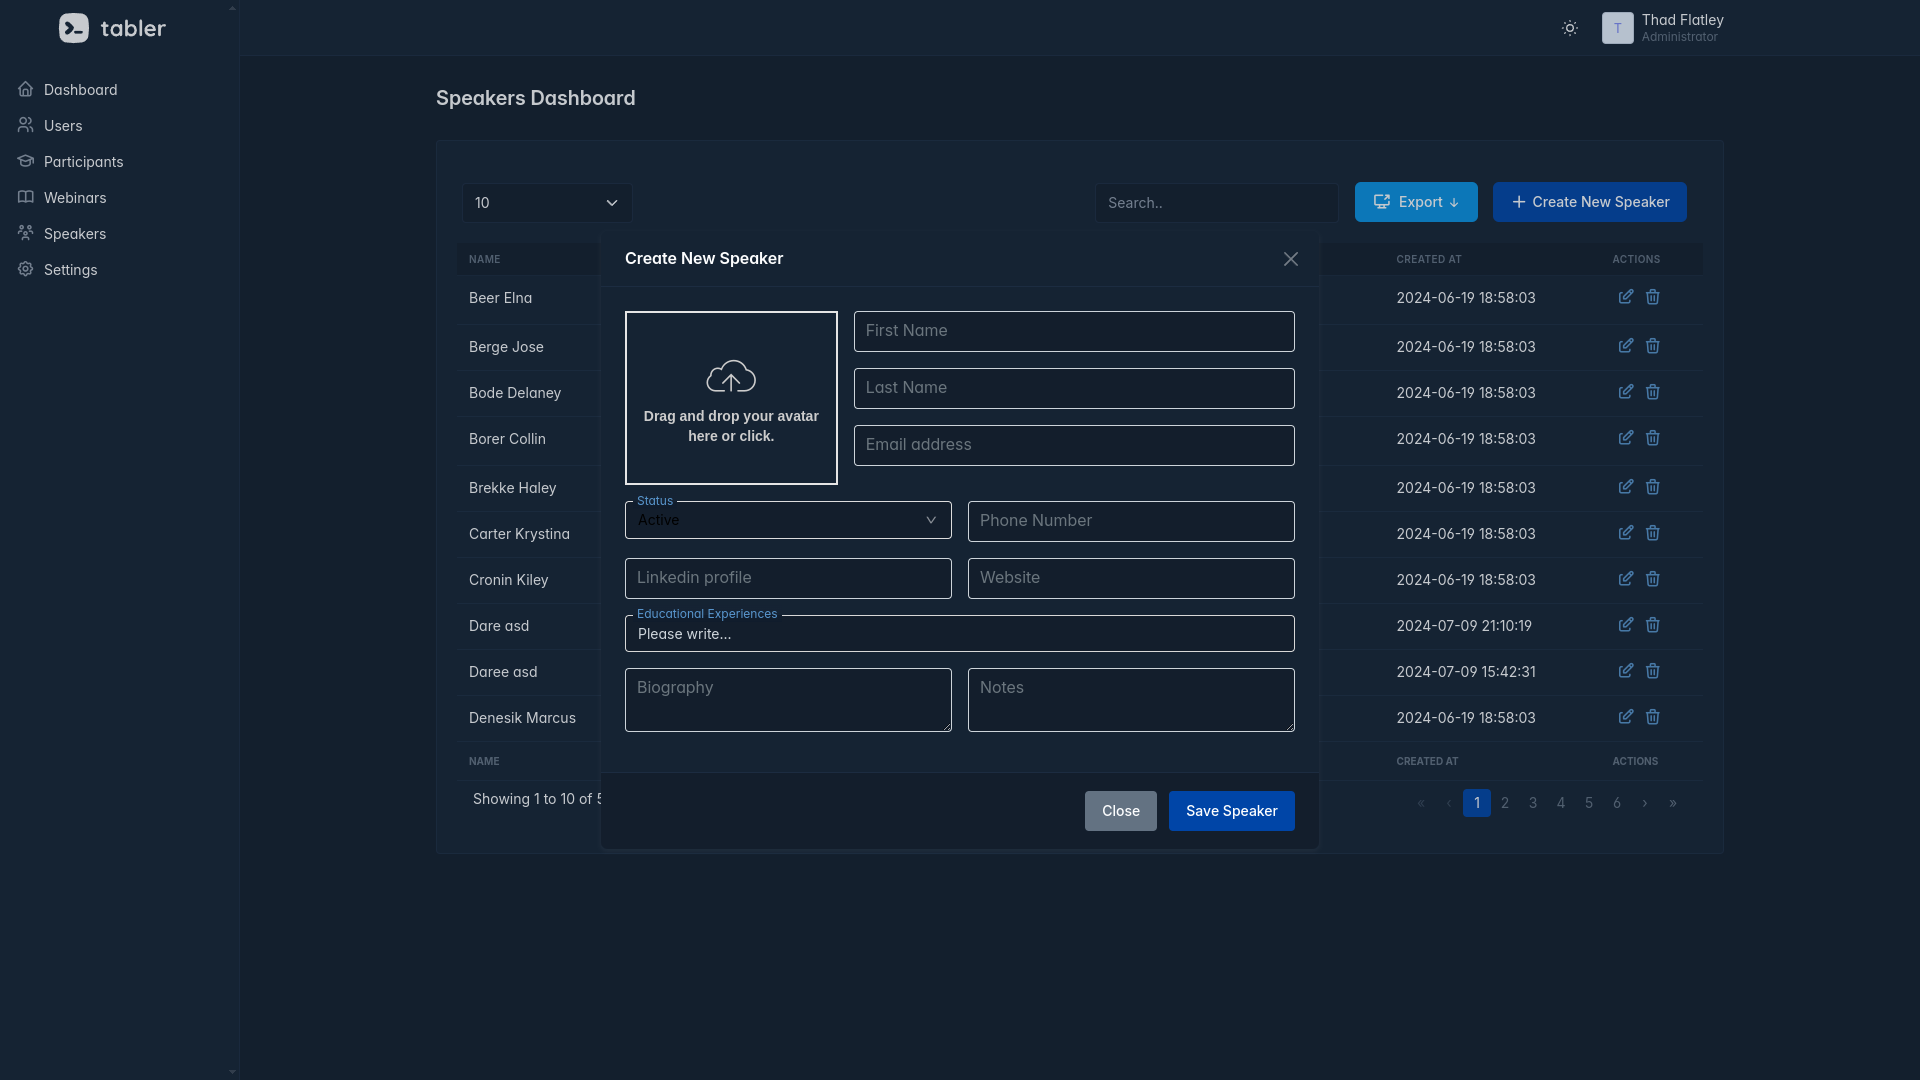 tabler
Thad Flatley
T
Administrator
Dashboard
Users
Participants
Webinars
Speakers
Settings
Speakers Dashboard
10
Search..
Export ↓
+ Create New Speaker
NAME
CREATED AT
ACTIONS
Create New Speaker
Beer Elna
2024-06-19 18:58:03
Berge Jose
2024-06-19 18:58:03
Bode Delaney
2024-06-19 18:58:03
Borer Collin
2024-06-19 18:58:03
Brekke Haley
2024-06-19 18:58:03
Carter Krystina
2024-06-19 18:58:03
Cronin Kiley
2024-06-19 18:58:03
Dare asd
2024-07-09 21:10:19
Daree asd
2024-07-09 15:42:31
Denesik Marcus
2024-06-19 18:58:03
NAME
CREATED AT
ACTIONS
Showing 1 to 10 of
« ‹ 1 2 3 4 5 6 › »
Drag and drop your avatar
here or click.
First Name
Last Name
Email address
Status
Active
Phone Number
Linkedin profile
Website
Educational Experiences
Please write...
Biography
Notes
Close
Save Speaker